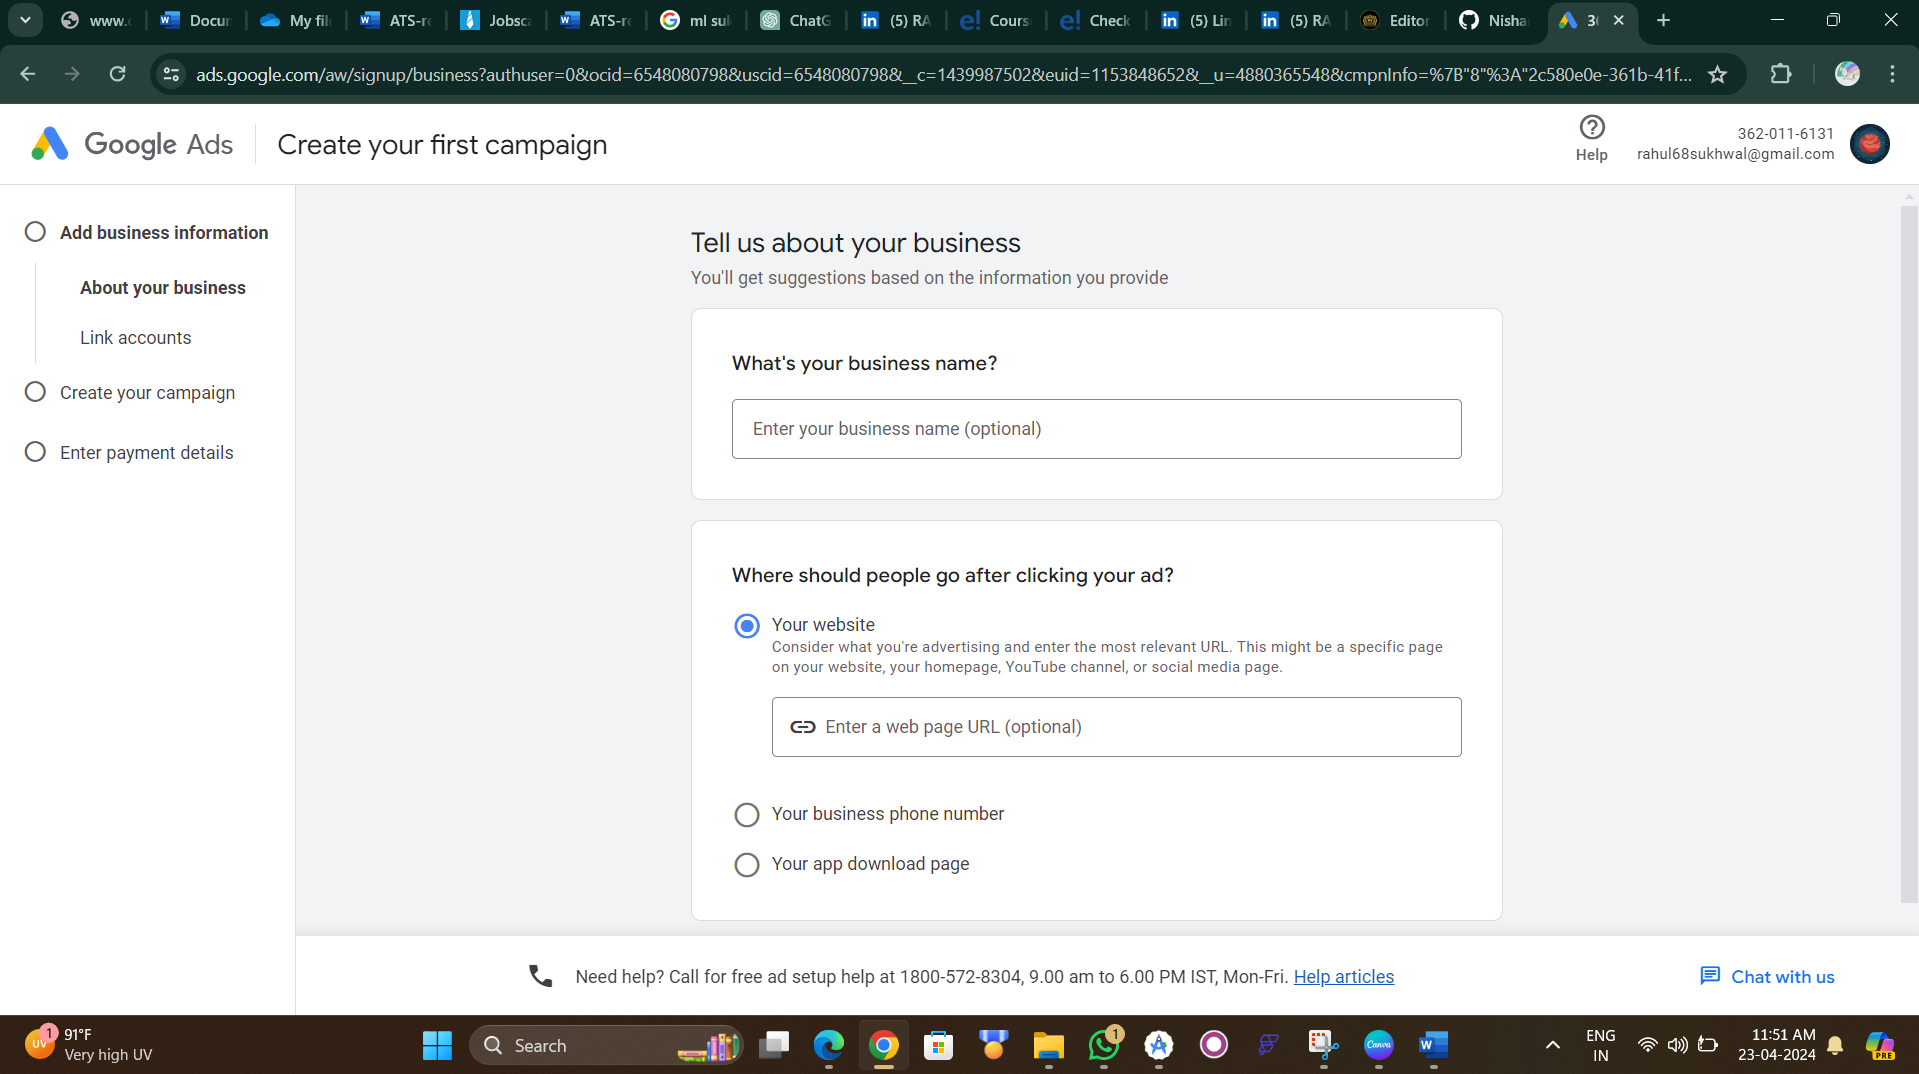 www.
Docur
My fil
ATS-r
Jobsc
ATS-r
ml su
ChatG
(5) RA
Cours
Check
(5) Lin
(5) RA
Editor
Nisha
ads.google.com/aw/signup/business?authuser=0&ocid=6548080798&uscid=6548080798&__c=1439987502&euid=1153848652&__u=4880365548&cmpnInfo=%7B"8"%3A"2c580e0e-361b-41f...
Google Ads
Create your first campaign
Help
362-011-6131
rahul68sukhwal@gmail.com
Add business information
About your business
Link accounts
Create your campaign
Enter payment details
Tell us about your business
You'll get suggestions based on the information you provide
What's your business name?
Enter your business name (optional)
Where should people go after clicking your ad?
Your website
Consider what you're advertising and enter the most relevant URL. This might be a specific page
on your website, your homepage, YouTube channel, or social media page.
Enter a web page URL (optional)
Your business phone number
Your app download page
Need help? Call for free ad setup help at 1800-572-8304, 9.00 am to 6.00 PM IST, Mon-Fri. Help articles
Chat with us
UV
1
91°F
Very high UV
Search
1
Canva
ENG
IN
11:51 AM
23-04-2024
PRE